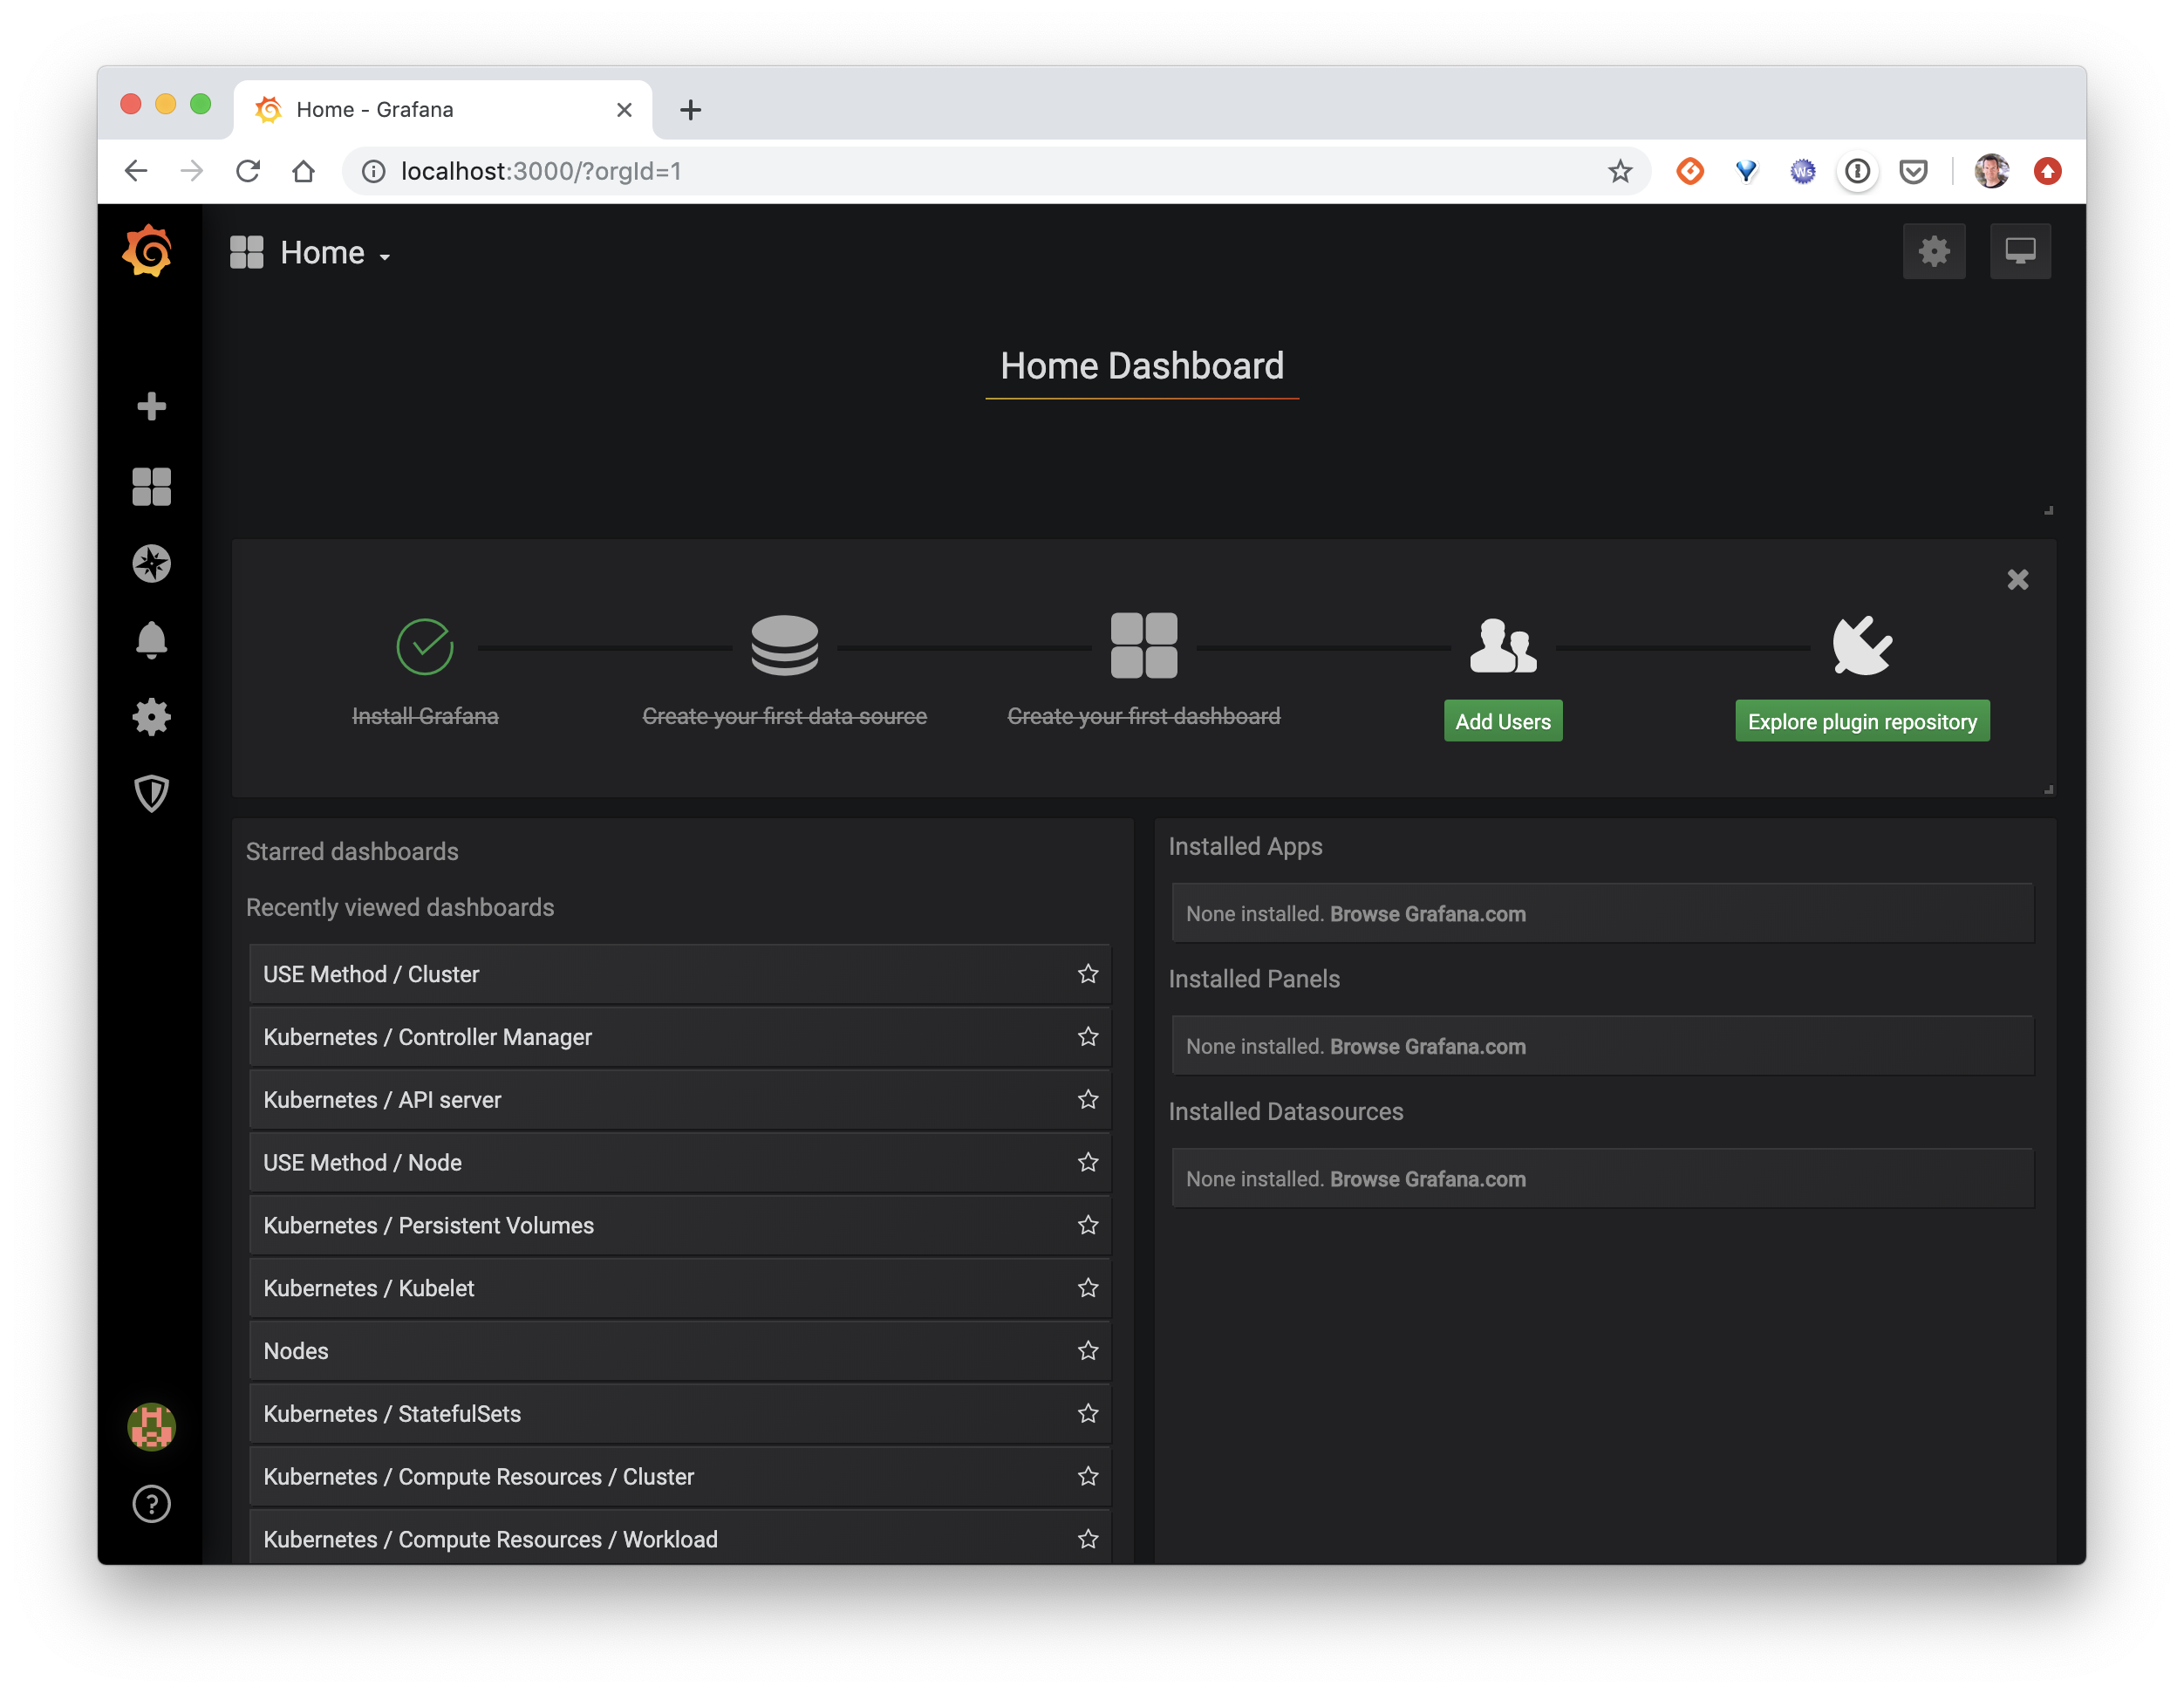 Home - Grafana
localhost:3000/?orgId=1
Ws
Home
Home Dashboard
Install Grafana
Create your first data source
Create your first dashboard
Add Users
Explore plugin repository
Starred dashboards
Recently viewed dashboards
USE Method / Cluster
Kubernetes / Controller Manager
Kubernetes / API server
USE Method / Node
Kubernetes / Persistent Volumes
Kubernetes / Kubelet
Nodes
Kubernetes / StatefulSets
Kubernetes / Compute Resources / Cluster
Kubernetes / Compute Resources / Workload
Installed Apps
None installed. Browse Grafana.com
Installed Panels
None installed. Browse Grafana.com
Installed Datasources
None installed. Browse Grafana.com